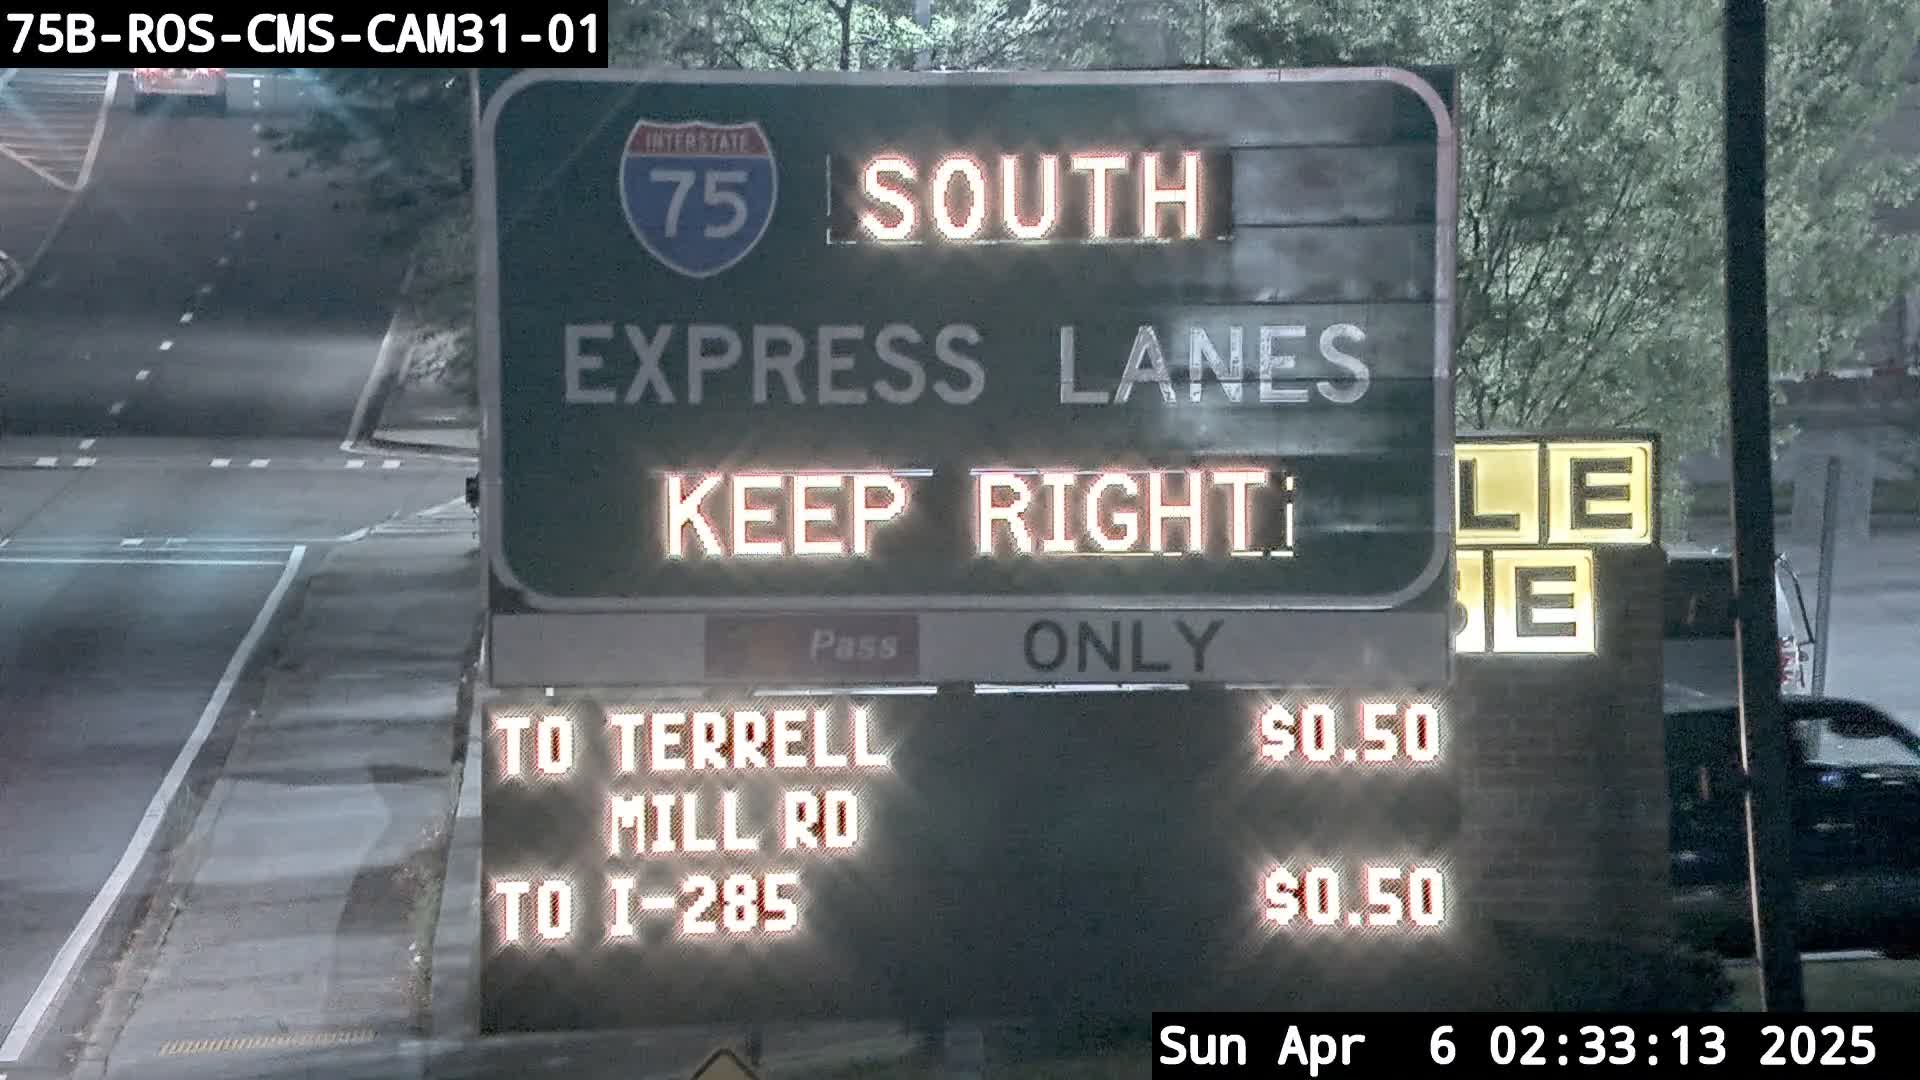 75B-ROS-CMS-CAM31-01
INTERSTATE
75
SOUTH
EXPRESS LANES
KEEP RIGHT
Pass ONLY
TO TERRELL $0.50
MILL RD
TO I-285 $0.50
LE
E
Sun Apr 6 02:33:13 2025